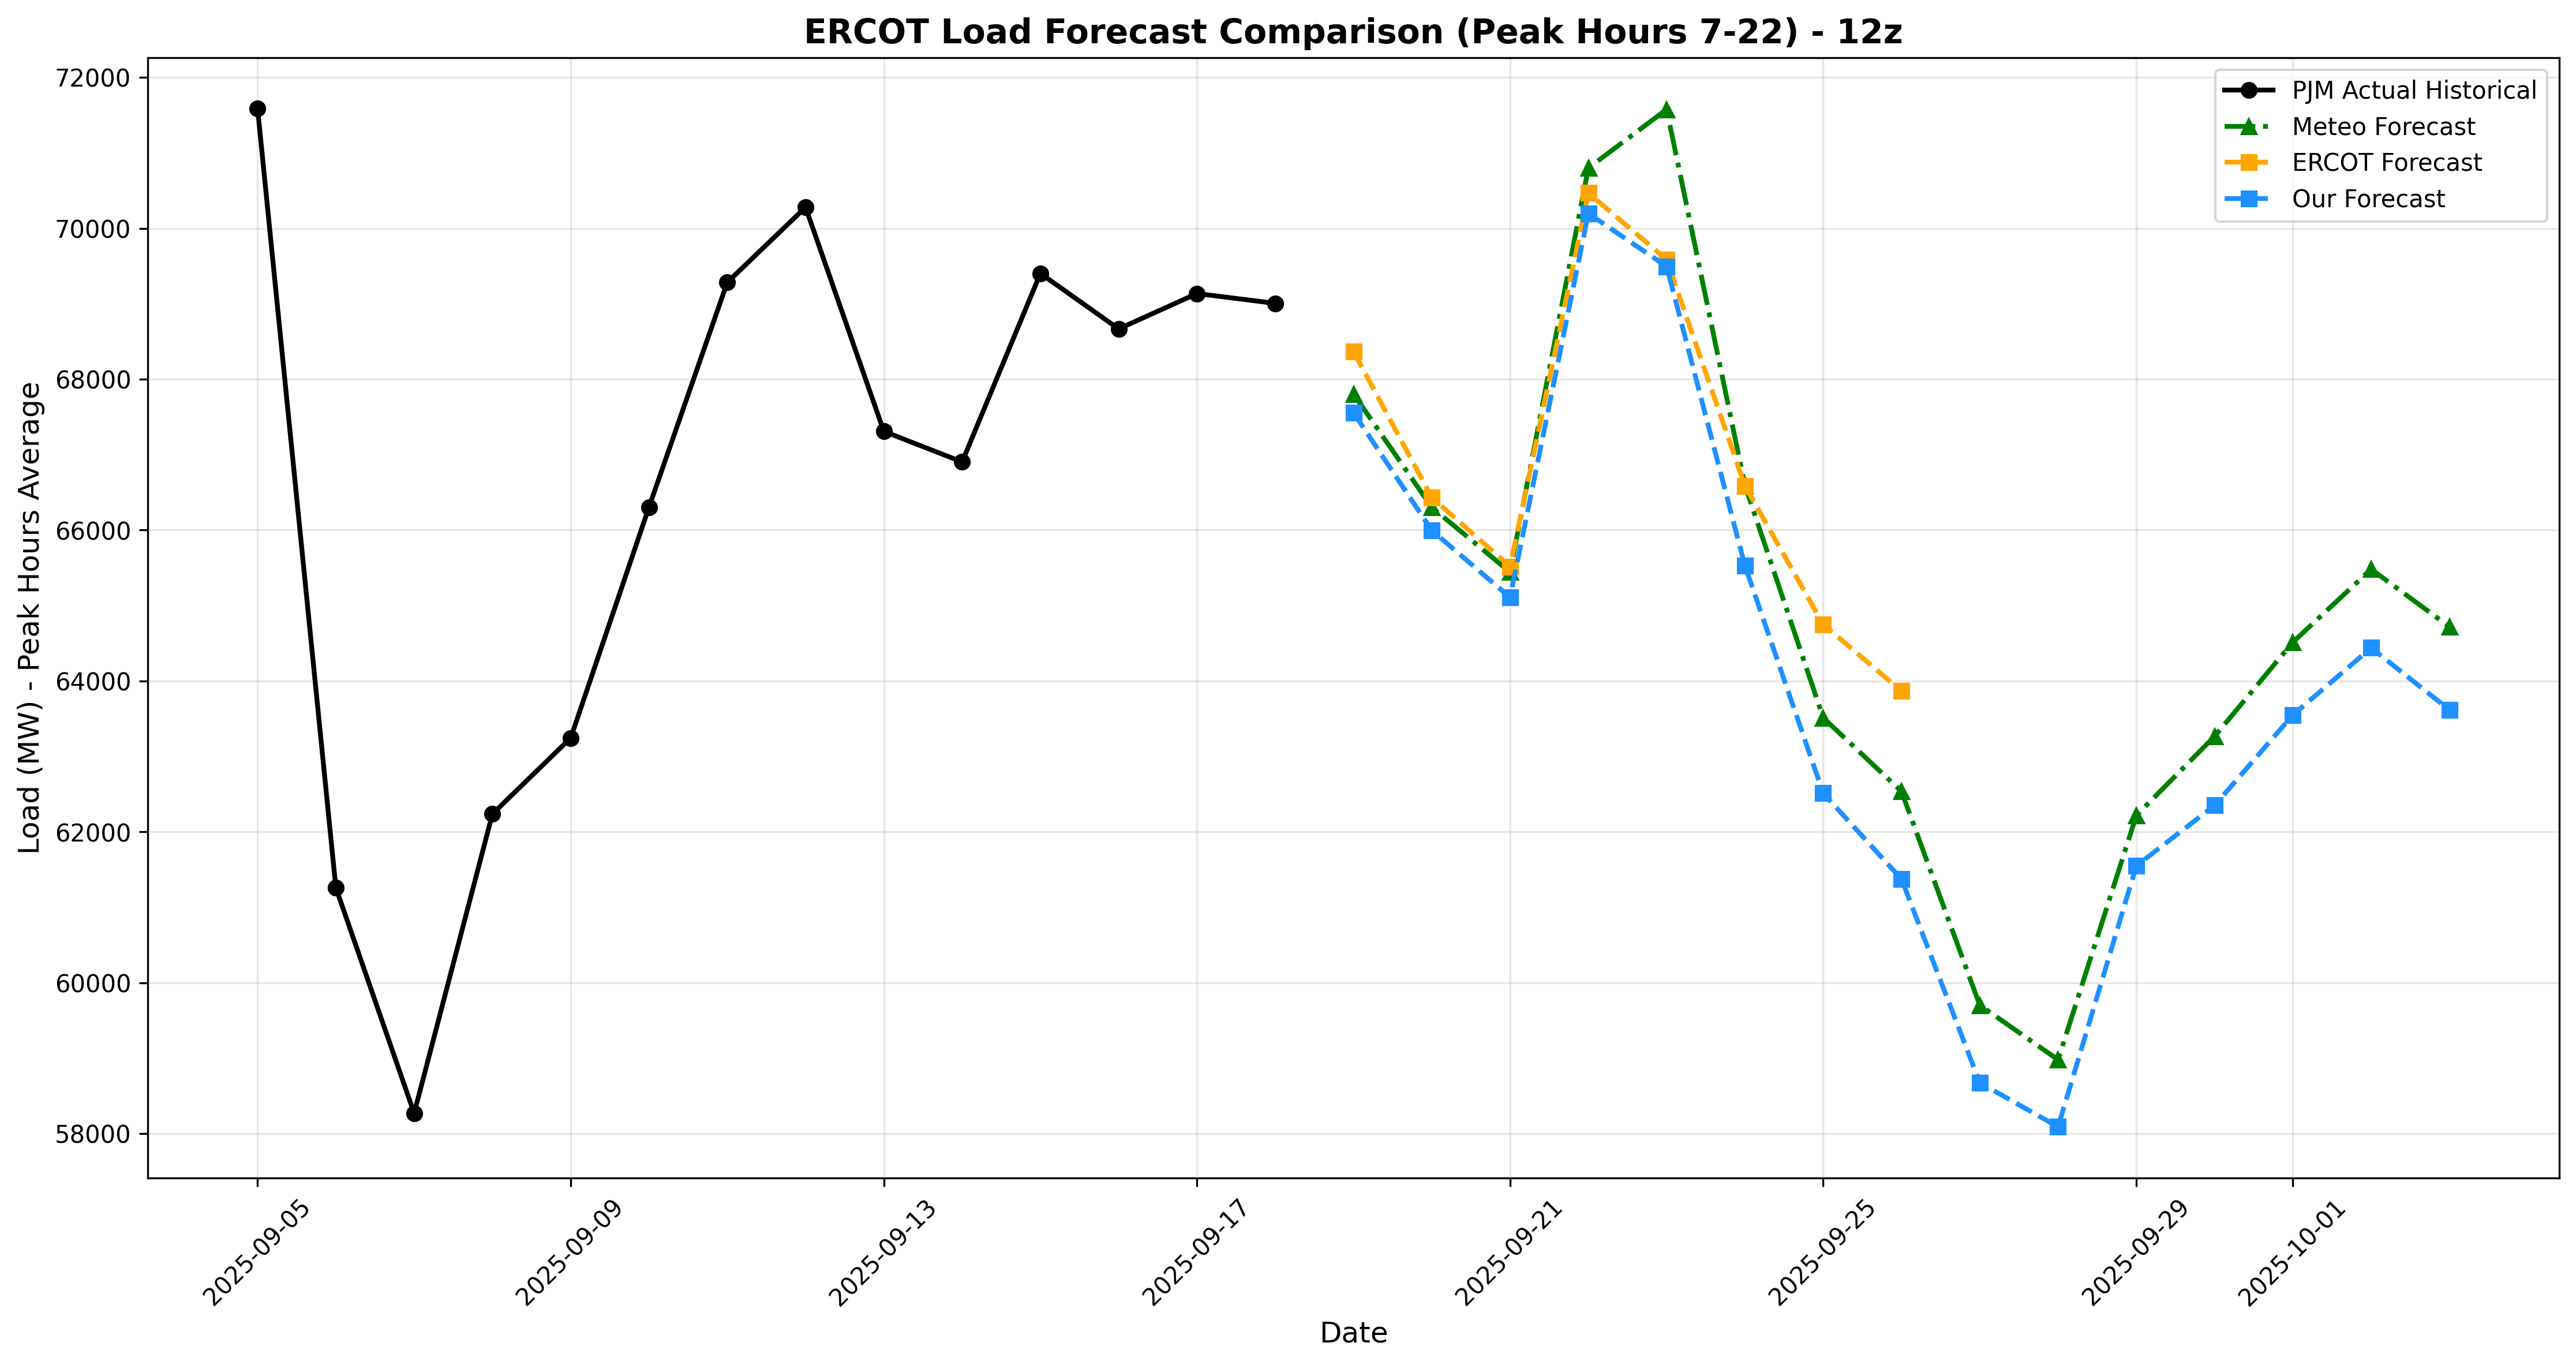 ERCOT Load Forecast Comparison (Peak Hours 7-22) - 12z
PJM Actual Historical
Meteo Forecast
ERCOT Forecast
Our Forecast
Load (MW) - Peak Hours Average
72000
70000
68000
66000
64000
62000
60000
58000
2025-09-05
2025-09-09
2025-09-13
2025-09-17
2025-09-21
2025-09-25
2025-09-29
2025-10-01
Date